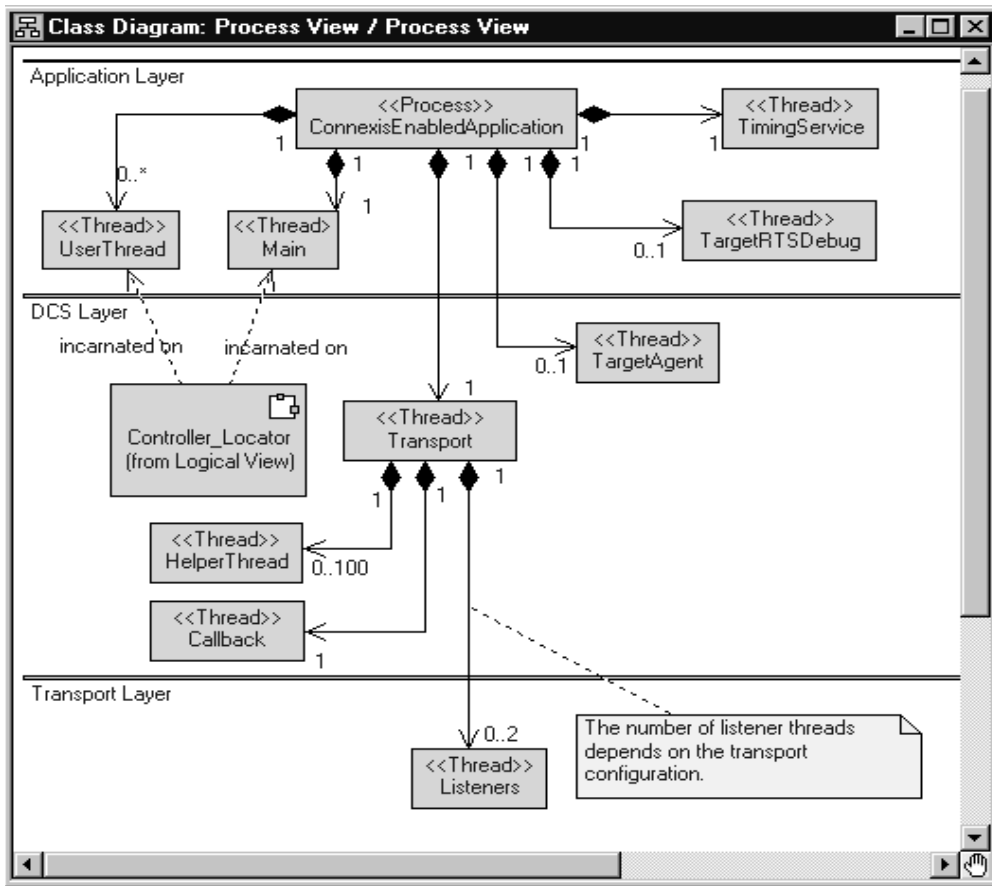 Class Diagram: Process View / Process View
Application Layer
<<Process>>
ConnexisEnabledApplication
<<Thread>>
TimingService
1
1
1
1
1
1
1
0..*
1
<<Thread>>
UserThread
<<Thread>
Main
<<Thread>>
TargetRTSDebug
0..1
DCS Layer
incarnated on
incarnated on
<<Thread>>
TargetAgent
0..1
1
<<Thread>>
Transport
Controller_Locator
(from Logical View)
1
1
1
<<Thread>>
HelperThread
0..100
<<Thread>>
Callback
1
Transport Layer
0..2
The number of listener threads
depends on the transport
configuration.
<<Thread>>
Listeners